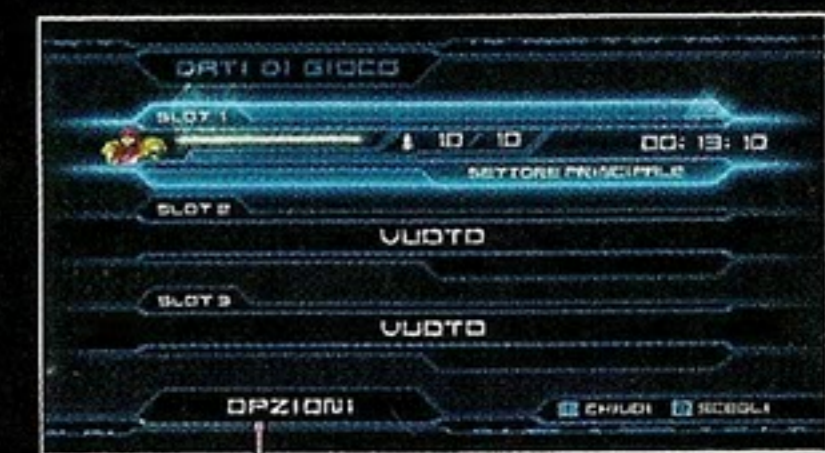 DATI DI GIOCO
SLOT 1
10 / 10
00: 13: 10
SETTORE PRINCIPALE
SLOT 2
VUOTO
SLOT 3
VUOTO
OPZIONI
CHIUDI SCEGLI